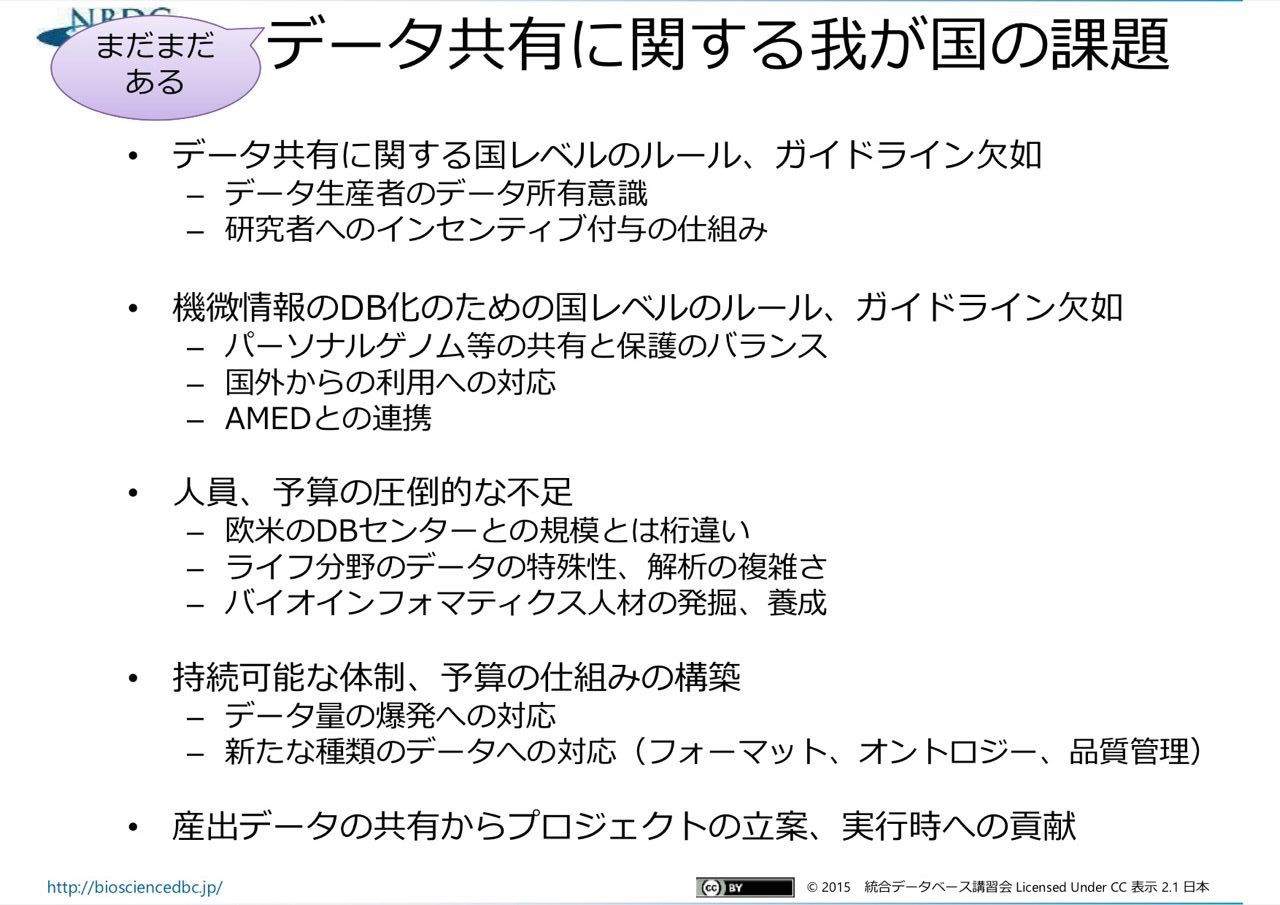 NBDC
まだまだ
ある
データ共有に関する我が国の課題
• データ共有に関する国レベルのルール、ガイドライン欠如
– データ生産者のデータ所有意識
– 研究者へのインセンティブ付与の仕組み
• 機微情報のDB化のための国レベルのルール、ガイドライン欠如
– パーソナルゲノム等の共有と保護のバランス
– 国外からの利用への対応
– AMEDとの連携
• 人員、予算の圧倒的な不足
– 欧米のDBセンターとの規模とは桁違い
– ライフ分野のデータの特殊性、解析の複雑さ
– バイオインフォマティクス人材の発掘、養成
• 持続可能な体制、予算の仕組みの構築
– データ量の爆発への対応
– 新たな種類のデータへの対応（フォーマット、オントロジー、品質管理）
• 産出データの共有からプロジェクトの立案、実行時への貢献
http://biosciencedbc.jp/
cc BY
© 2015 統合データベース講習会 Licensed Under CC 表示 2.1 日本